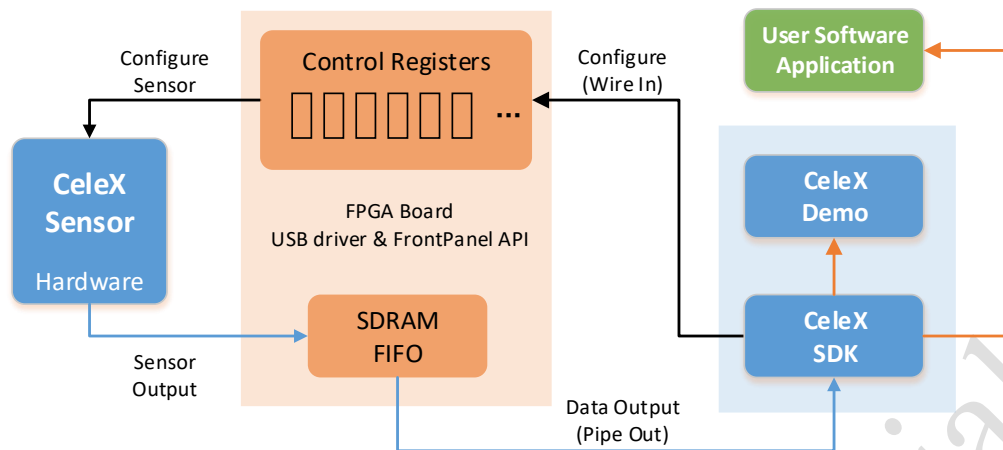 Configure
Sensor
Control Registers
...
Configure
(Wire In)
User Software
Application
CeleX
Sensor
Hardware
FPGA Board
USB driver & FrontPanel API
CeleX
Demo
SDRAM
FIFO
CeleX
SDK
Sensor
Output
Data Output
(Pipe Out)